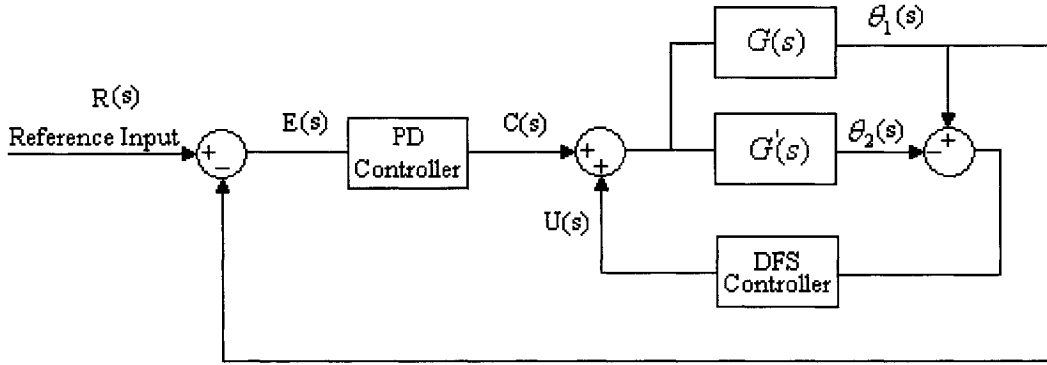 θ₁(s)
G(s)
R(s)
Reference Input
+
−
E(s)
PD
Controller
C(s)
+
+
G'(s)
θ₂(s)
+
−
U(s)
DFS
Controller